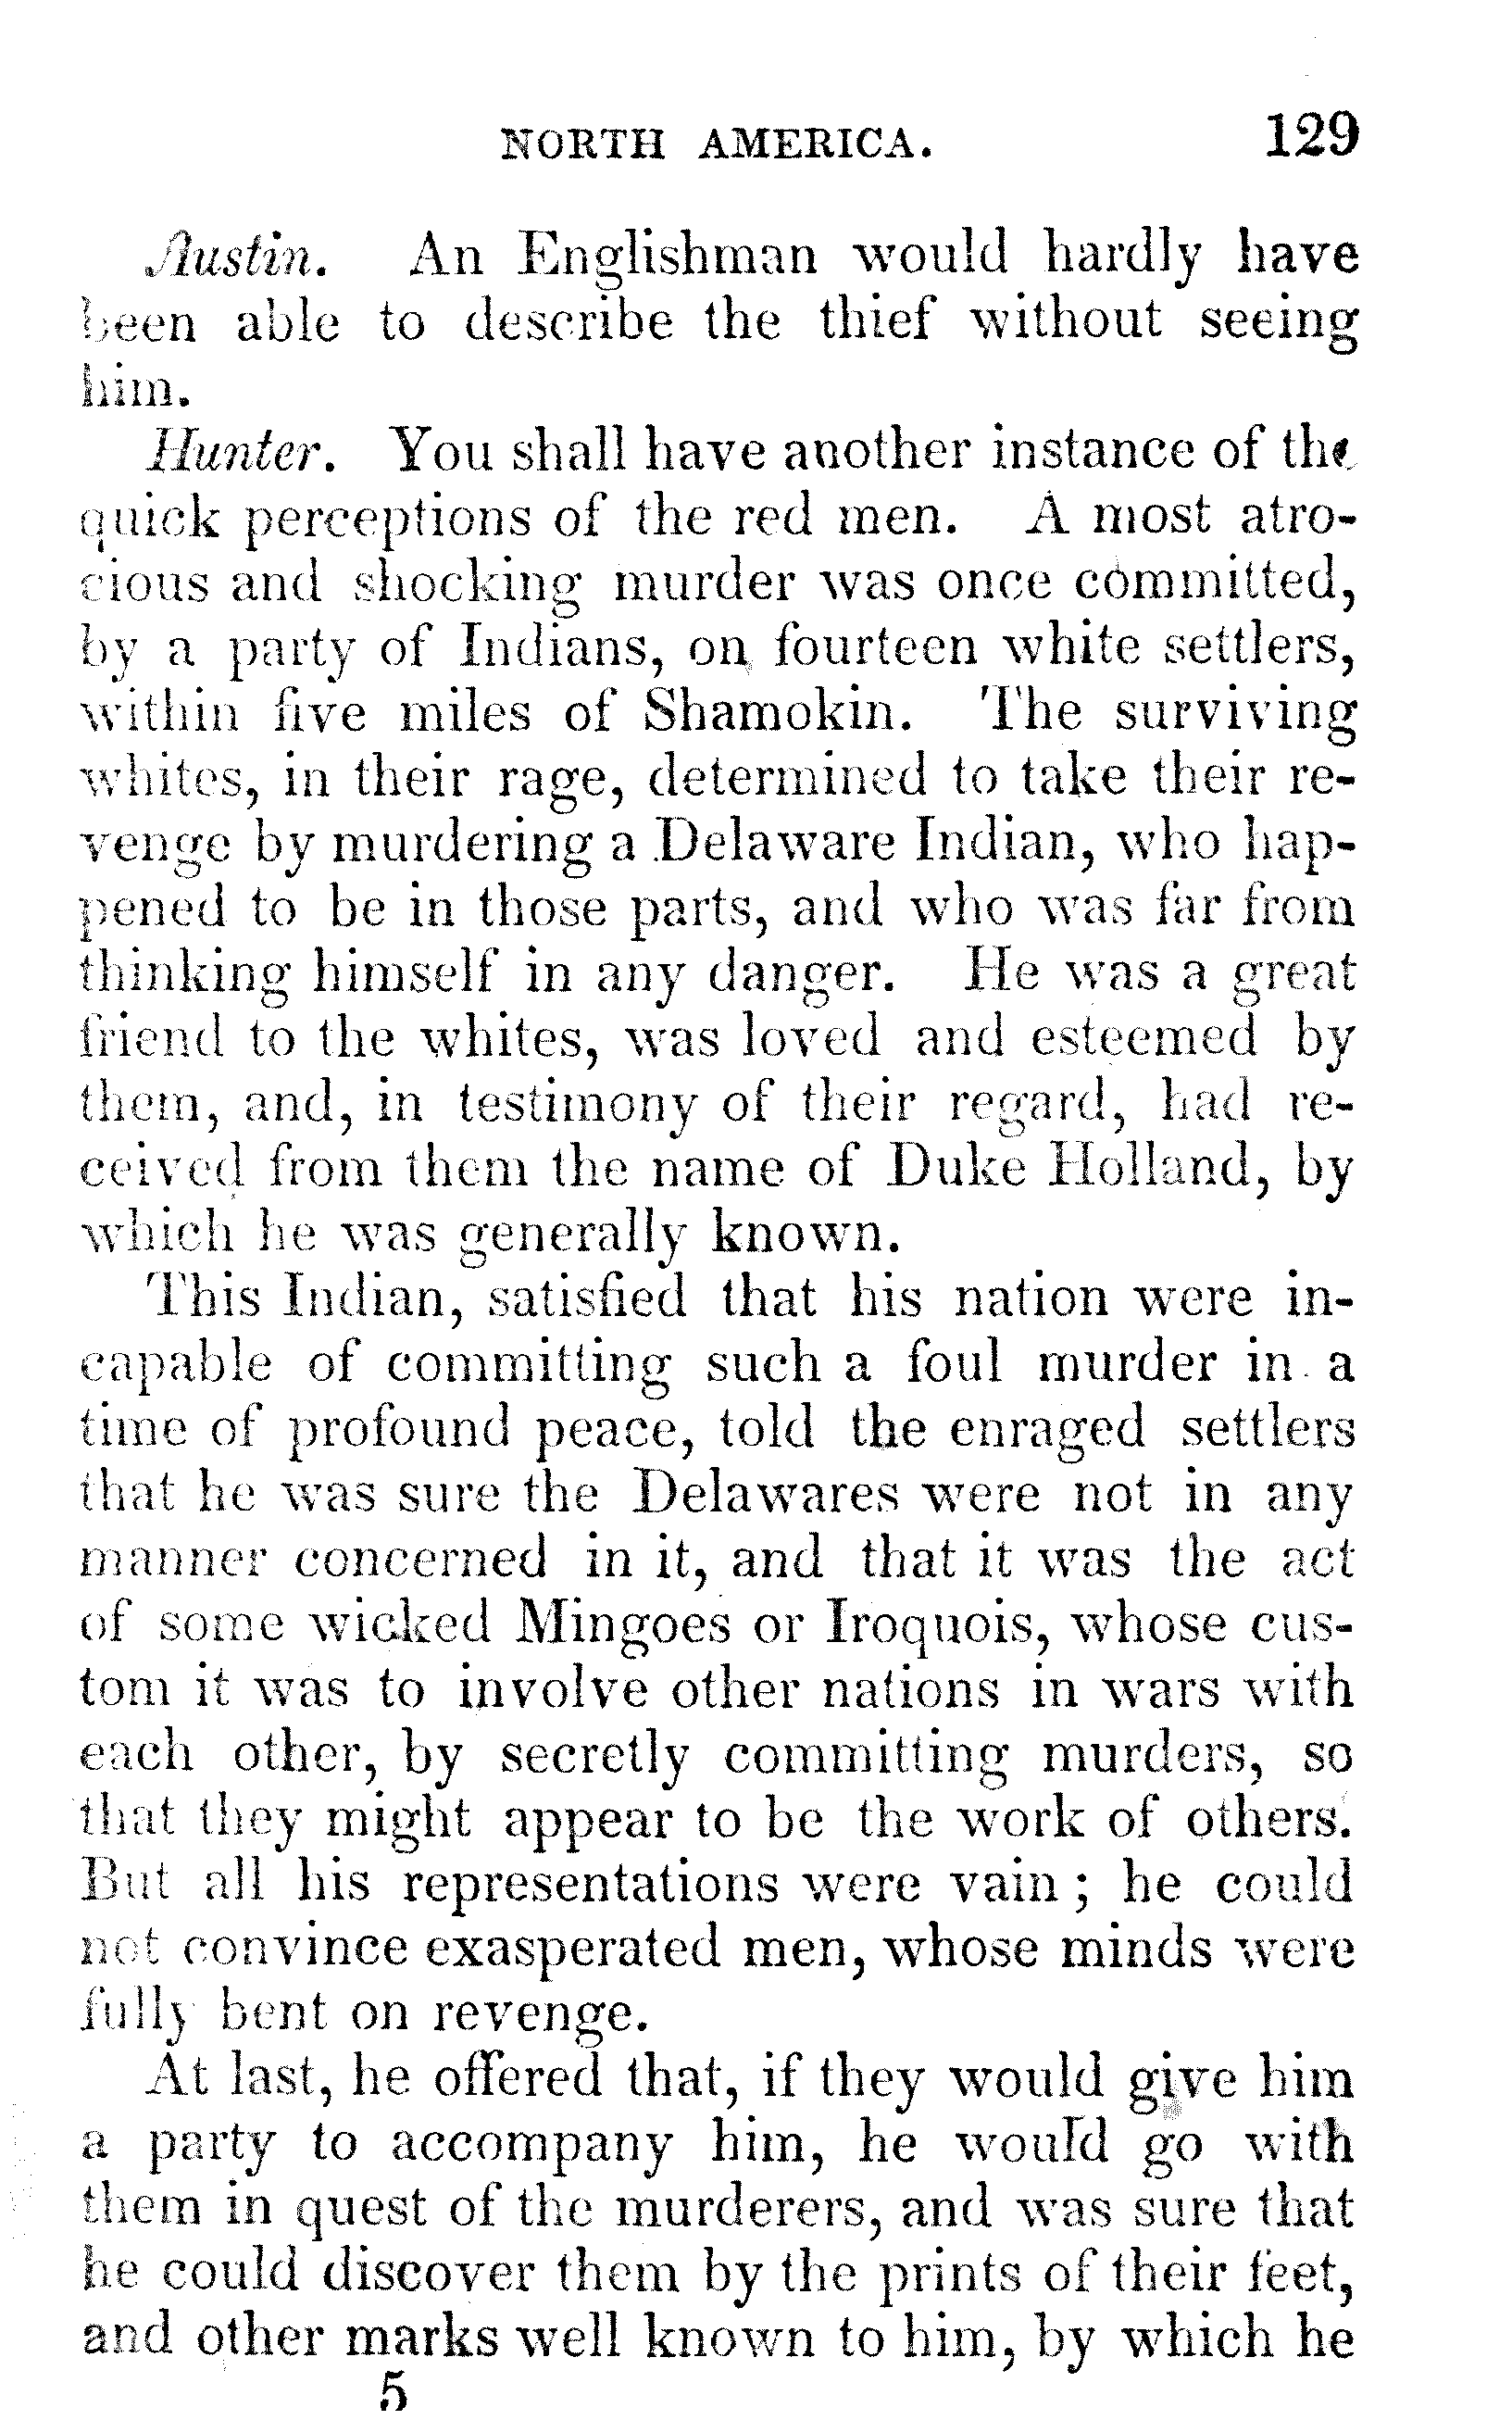 NORTH AMERICA. 129
Austin. An Englishman would hardly have
been able to describe the thief without seeing
him.
Hunter. You shall have another instance of the
quick perceptions of the red men. A most atro-
cious and shocking murder was once committed,
by a party of Indians, on fourteen white settlers,
within five miles of Shamokin. The surviving
whites, in their rage, determined to take their re-
venge by murdering a Delaware Indian, who hap-
pened to be in those parts, and who was far from
thinking himself in any danger. He was a great
friend to the whites, was loved and esteemed by
them, and, in testimony of their regard, had re-
ceived from them the name of Duke Holland, by
which he was generally known.
This Indian, satisfied that his nation were in-
capable of committing such a foul murder in a
time of profound peace, told the enraged settlers
that he was sure the Delawares were not in any
manner concerned in it, and that it was the act
of some wicked Mingoes or Iroquois, whose cus-
tom it was to involve other nations in wars with
each other, by secretly committing murders, so
that they might appear to be the work of others.
But all his representations were vain ; he could
not convince exasperated men, whose minds were
fully bent on revenge.
At last, he offered that, if they would give him
a party to accompany him, he would go with
them in quest of the murderers, and was sure that
he could discover them by the prints of their feet,
and other marks well known to him, by which he
5